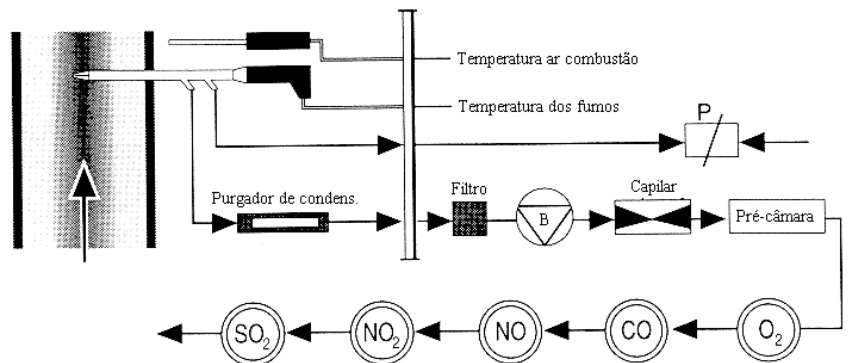 Temperatura ar combustão
Temperatura dos fumos
P
Purgador de condens.
Filtro
B
Capilar
Pré-câmara
SO2
NO2
NO
CO
O2